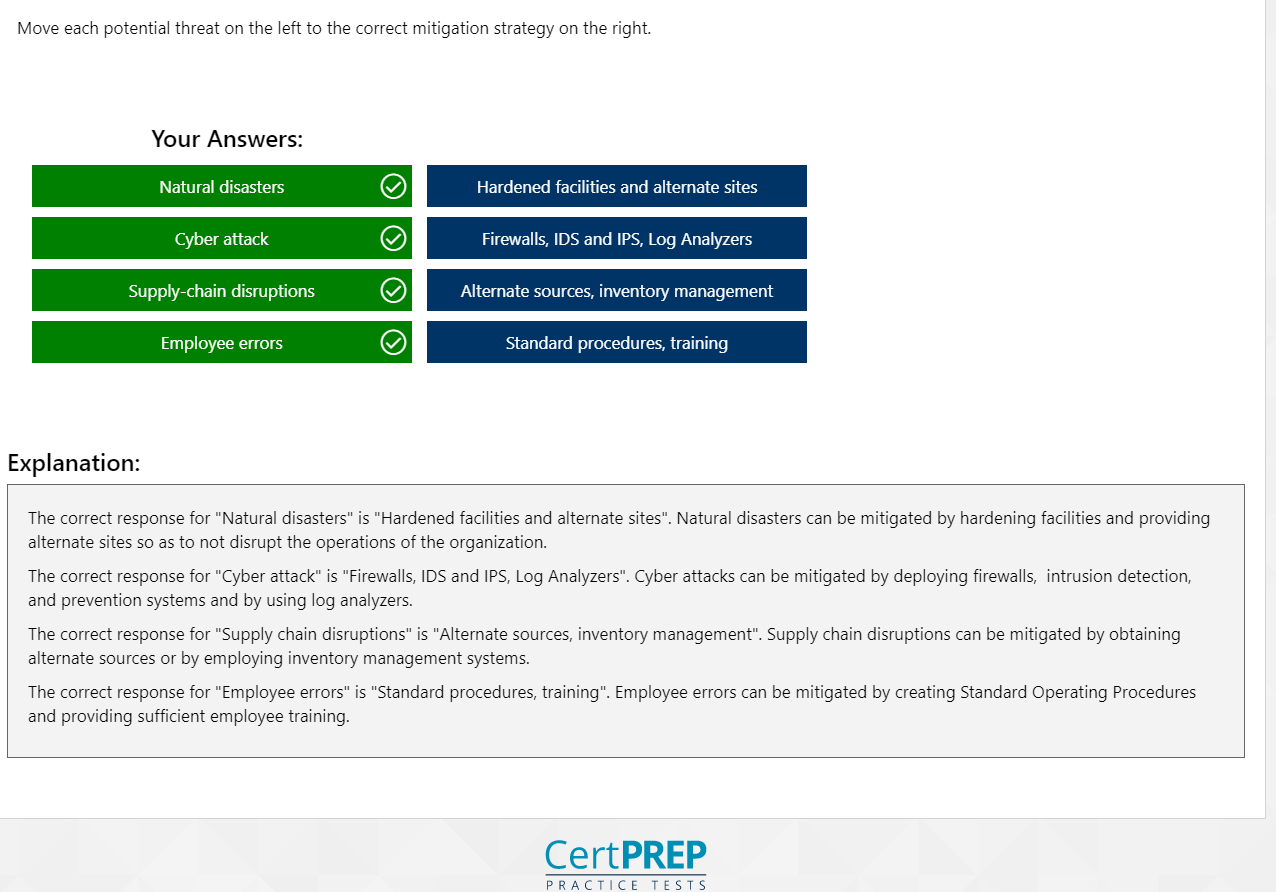 Move each potential threat on the left to the correct mitigation strategy on the right.
Your Answers:
Natural disasters
Hardened facilities and alternate sites
Cyber attack
Firewalls, IDS and IPS, Log Analyzers
Supply-chain disruptions
Alternate sources, inventory management
Employee errors
Standard procedures, training
Explanation:
The correct response for "Natural disasters" is "Hardened facilities and alternate sites". Natural disasters can be mitigated by hardening facilities and providing
alternate sites so as to not disrupt the operations of the organization.
The correct response for "Cyber attack" is "Firewalls, IDS and IPS, Log Analyzers". Cyber attacks can be mitigated by deploying firewalls,  intrusion detection,
and prevention systems and by using log analyzers.
The correct response for "Supply chain disruptions" is "Alternate sources, inventory management". Supply chain disruptions can be mitigated by obtaining
alternate sources or by employing inventory management systems.
The correct response for "Employee errors" is "Standard procedures, training". Employee errors can be mitigated by creating Standard Operating Procedures
and providing sufficient employee training.
CertPREP
PRACTICE TESTS